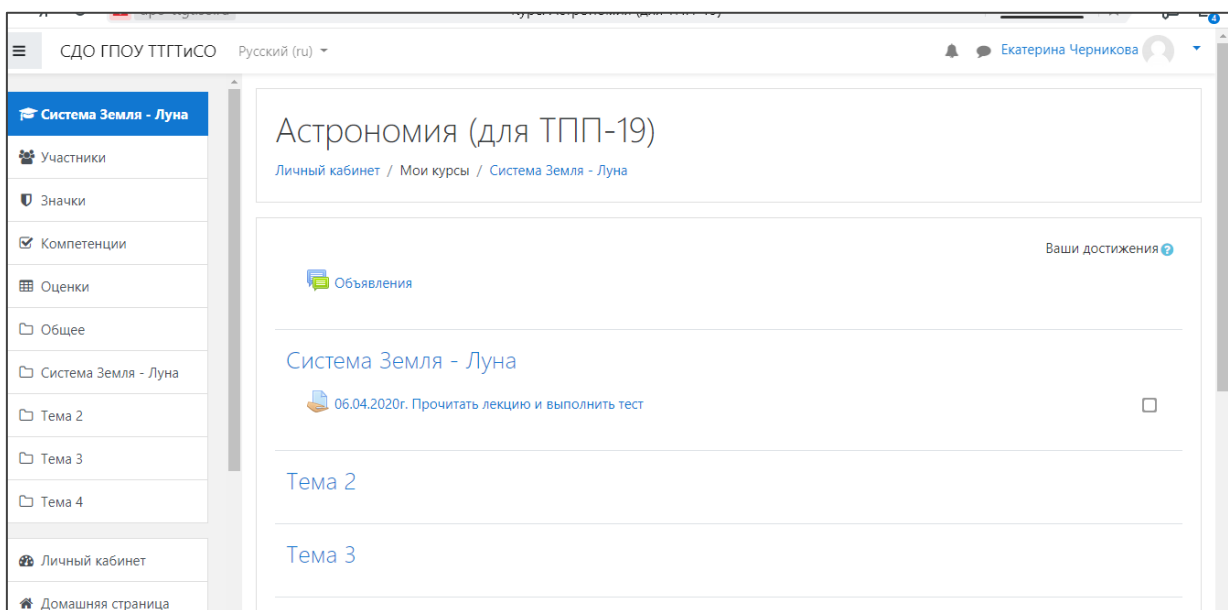 СДО ГПОУ ТТГТиСО Русский (ru)
Екатерина Черникова
4
Система Земля - Луна
Участники
Значки
Компетенции
Оценки
Общее
Система Земля - Луна
Тема 2
Тема 3
Тема 4
Личный кабинет
Домашняя страница
Астрономия (для ТПП-19)
Личный кабинет / Мои курсы / Система Земля - Луна
Ваши достижения
Объявления
Система Земля - Луна
06.04.2020г. Прочитать лекцию и выполнить тест
Тема 2
Тема 3